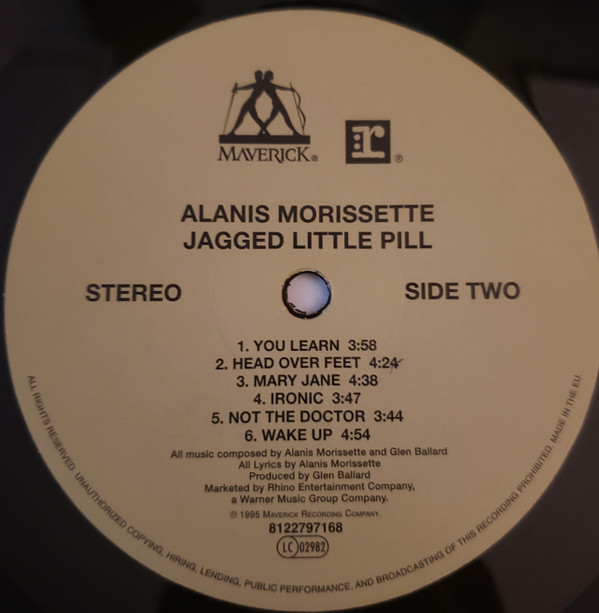 MAVERICK®
r®
ALANIS MORISSETTE
JAGGED LITTLE PILL
STEREO
SIDE TWO
1. YOU LEARN 3:58
2. HEAD OVER FEET 4:24
3. MARY JANE 4:38
4. IRONIC 3:47
5. NOT THE DOCTOR 3:44
6. WAKE UP 4:54
All music composed by Alanis Morissette and Glen Ballard
All Lyrics by Alanis Morissette
Produced by Glen Ballard
Marketed by Rhino Entertainment Company,
a Warner Music Group Company.
℗ 1995 MAVERICK RECORDING COMPANY.
8122797168
LC 02982
ALL RIGHTS RESERVED. UNAUTHORIZED COPYING, HIRING, LENDING, PUBLIC PERFORMANCE, AND BROADCASTING OF THIS RECORDING PROHIBITED. MADE IN THE EU.